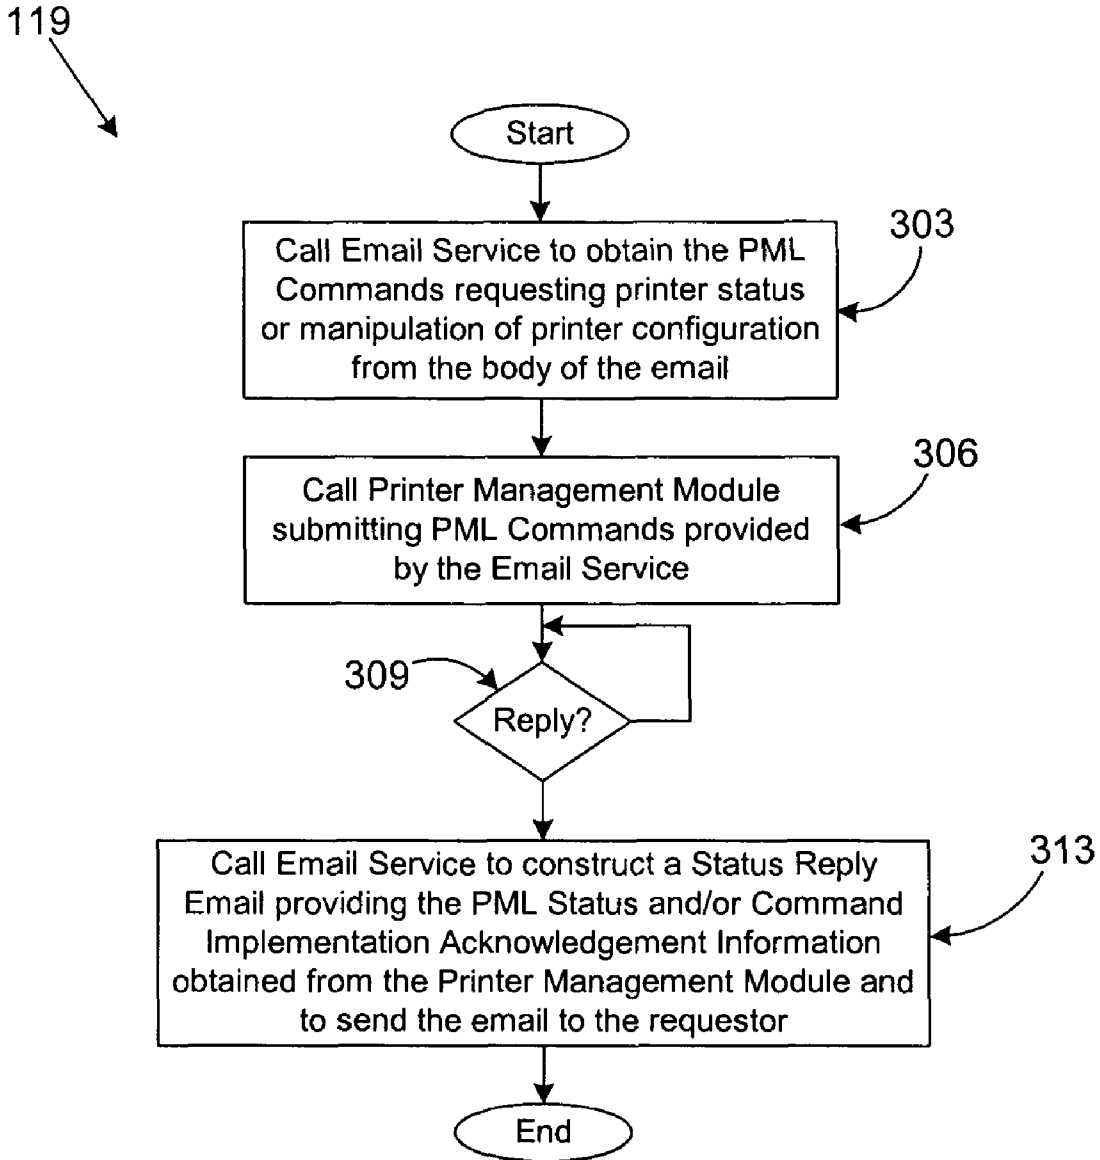 119
Start
303
Call Email Service to obtain the PML
Commands requesting printer status
or manipulation of printer configuration
from the body of the email
306
Call Printer Management Module
submitting PML Commands provided
by the Email Service
309
Reply?
313
Call Email Service to construct a Status Reply
Email providing the PML Status and/or Command
Implementation Acknowledgement Information
obtained from the Printer Management Module and
to send the email to the requestor
End